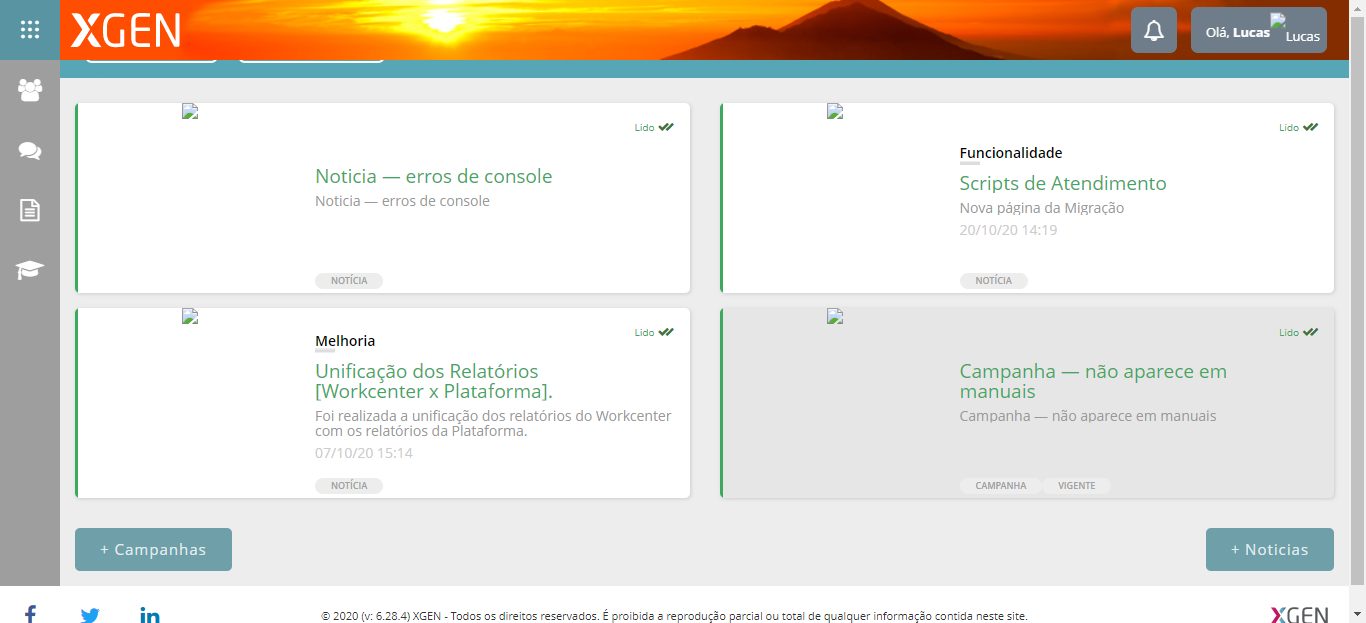 XGEN
Olá, Lucas
Lucas
Lido
Noticia — erros de console
Noticia — erros de console
NOTÍCIA
Lido
Funcionalidade
Scripts de Atendimento
Nova página da Migração
20/10/20 14:19
NOTÍCIA
Lido
Melhoria
Unificação dos Relatórios
[Workcenter x Plataforma].
Foi realizada a unificação dos relatórios do Workcenter
com os relatórios da Plataforma.
07/10/20 15:14
NOTÍCIA
Lido
Campanha — não aparece em
manuais
Campanha — não aparece em manuais
CAMPANHA VIGENTE
+ Campanhas
+ Noticias
© 2020 (v: 6.28.4) XGEN - Todos os direitos reservados. É proibida a reprodução parcial ou total de qualquer informação contida neste site.
XGEN